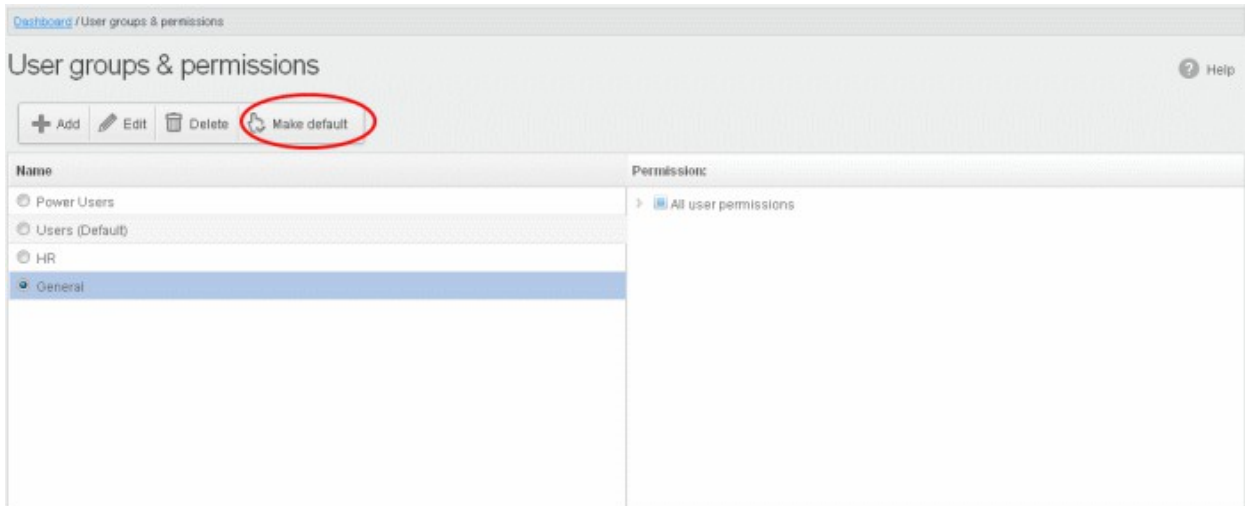 Dashboard / User groups & permissions
User groups & permissions
Help
Add Edit Delete Make default
Name Permission:
Power Users All user permissions
Users (Default)
HR
General